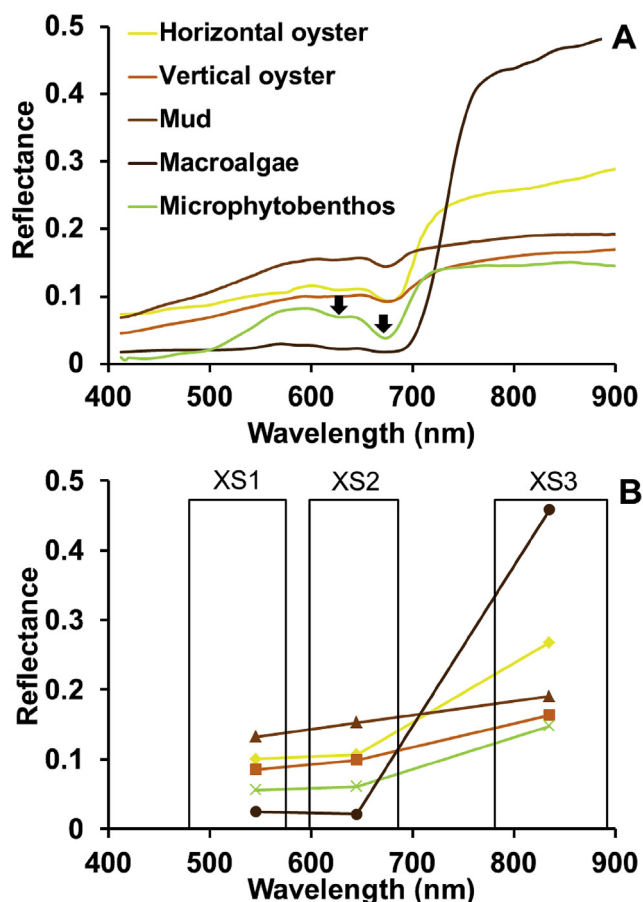 A
0.5
0.4
0.3
0.2
0.1
0
Reflectance
Horizontal oyster
Vertical oyster
Mud
Macroalgae
Microphytobenthos
400 500 600 700 800 900
Wavelength (nm)
B
XS1 XS2 XS3
0.5
0.4
0.3
0.2
0.1
0
Reflectance
400 500 600 700 800 900
Wavelength (nm)